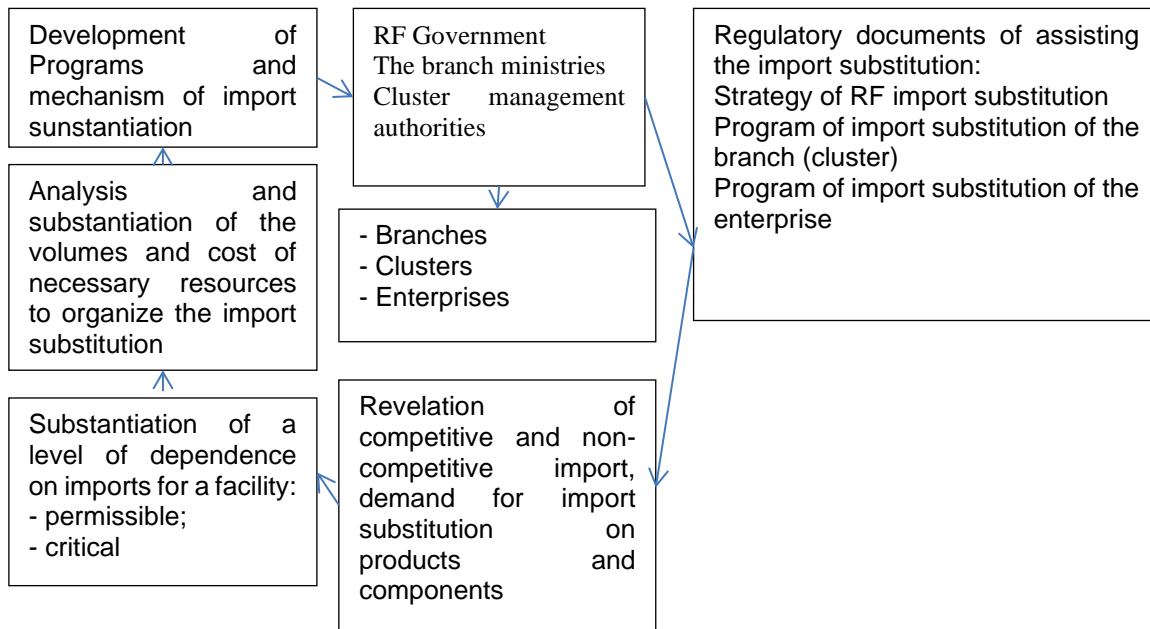 Development of
Programs and
mechanism of import
sunstantiation
RF Government
The branch ministries
Cluster management
authorities
Regulatory documents of assisting
the import substitution:
Strategy of RF import substitution
Program of import substitution of the
branch (cluster)
Program of import substitution of the
enterprise
Analysis and
substantiation of the
volumes and cost of
necessary resources
to organize the import
substitution
- Branches
- Clusters
- Enterprises
Substantiation of a
level of dependence
on imports for a facility:
- permissible;
- critical
Revelation of
competitive and non-
competitive import,
demand for import
substitution on
products and
components